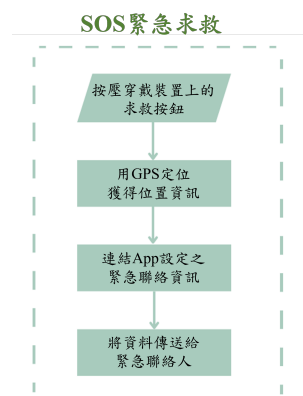 SOS緊急求救
按壓穿戴裝置上的
求救按鈕
用GPS定位
獲得位置資訊
連結App設定之
緊急聯絡資訊
將資料傳送給
緊急聯絡人